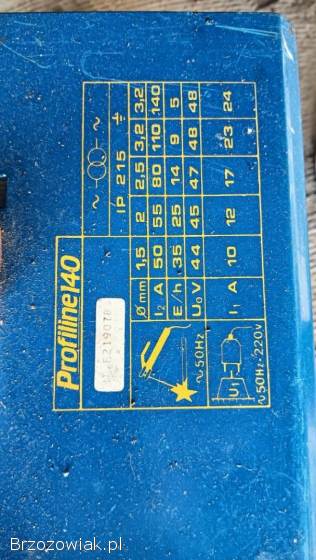 Profiline 140
~ ~
IP 215
ø mm 1,5 2 2,5 3,2 3,2
I₂ A 50 55 80 110 140
E/h 35 25 14 9 5
U₀ V 44 45 47 48 48
~50Hz
I₁ A 10 12 17 23 24
U₁
~50Hz-220v
Brzozowiak.pl